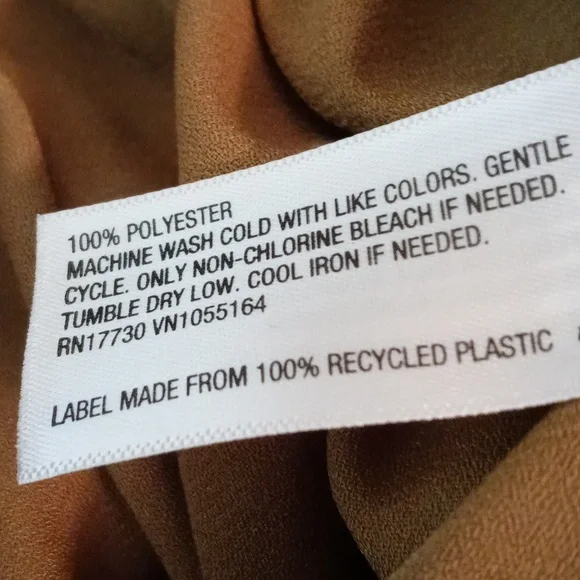 100% POLYESTER
MACHINE WASH COLD WITH LIKE COLORS. GENTLE
CYCLE. ONLY NON-CHLORINE BLEACH IF NEEDED.
TUMBLE DRY LOW. COOL IRON IF NEEDED.
RN17730 VN1055164
LABEL MADE FROM 100% RECYCLED PLASTIC